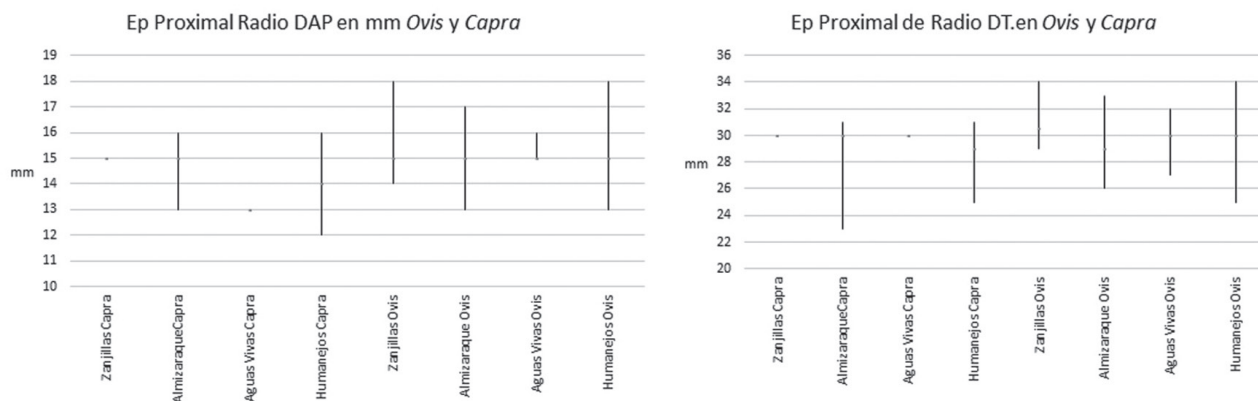 Ep Proximal Radio DAP en mm Ovis y Capra
19
18
17
16
15
14
13
12
11
10
mm
Zanjillas Capra
AlmizaraqueCapra
Aguas Vivas Capra
Humanejos Capra
Zanjillas Ovis
Almizaraque Ovis
Aguas Vivas Ovis
Humanejos Ovis
Ep Proximal de Radio DT.en Ovis y Capra
36
34
32
30
28
26
24
22
20
mm
Zanjillas Capra
AlmizaraqueCapra
Aguas Vivas Capra
Humanejos Capra
Zanjillas Ovis
Almizaraque Ovis
Aguas Vivas Ovis
Humanejos Ovis